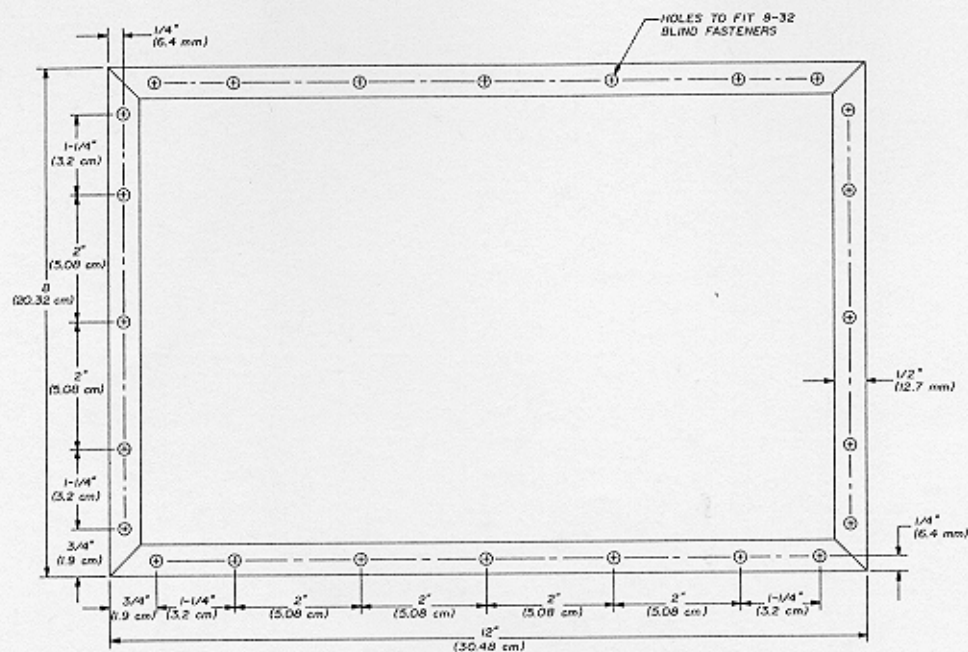 1/4"
(6.4 mm)
HOLES TO FIT 8-32
BLIND FASTENERS
1-1/4"
(3.2 cm)
2"
(5.08 cm)
8
(20.32 cm)
2"
(5.08 cm)
1/2"
(12.7 mm)
1-1/4"
(3.2 cm)
3/4"
(1.9 cm)
1/4"
(6.4 mm)
3/4"
(1.9 cm)
1-1/4"
(3.2 cm)
2"
(5.08 cm)
2"
(5.08 cm)
2"
(5.08 cm)
2"
(5.08 cm)
1-1/4"
(3.2 cm)
12"
(30.48 cm)